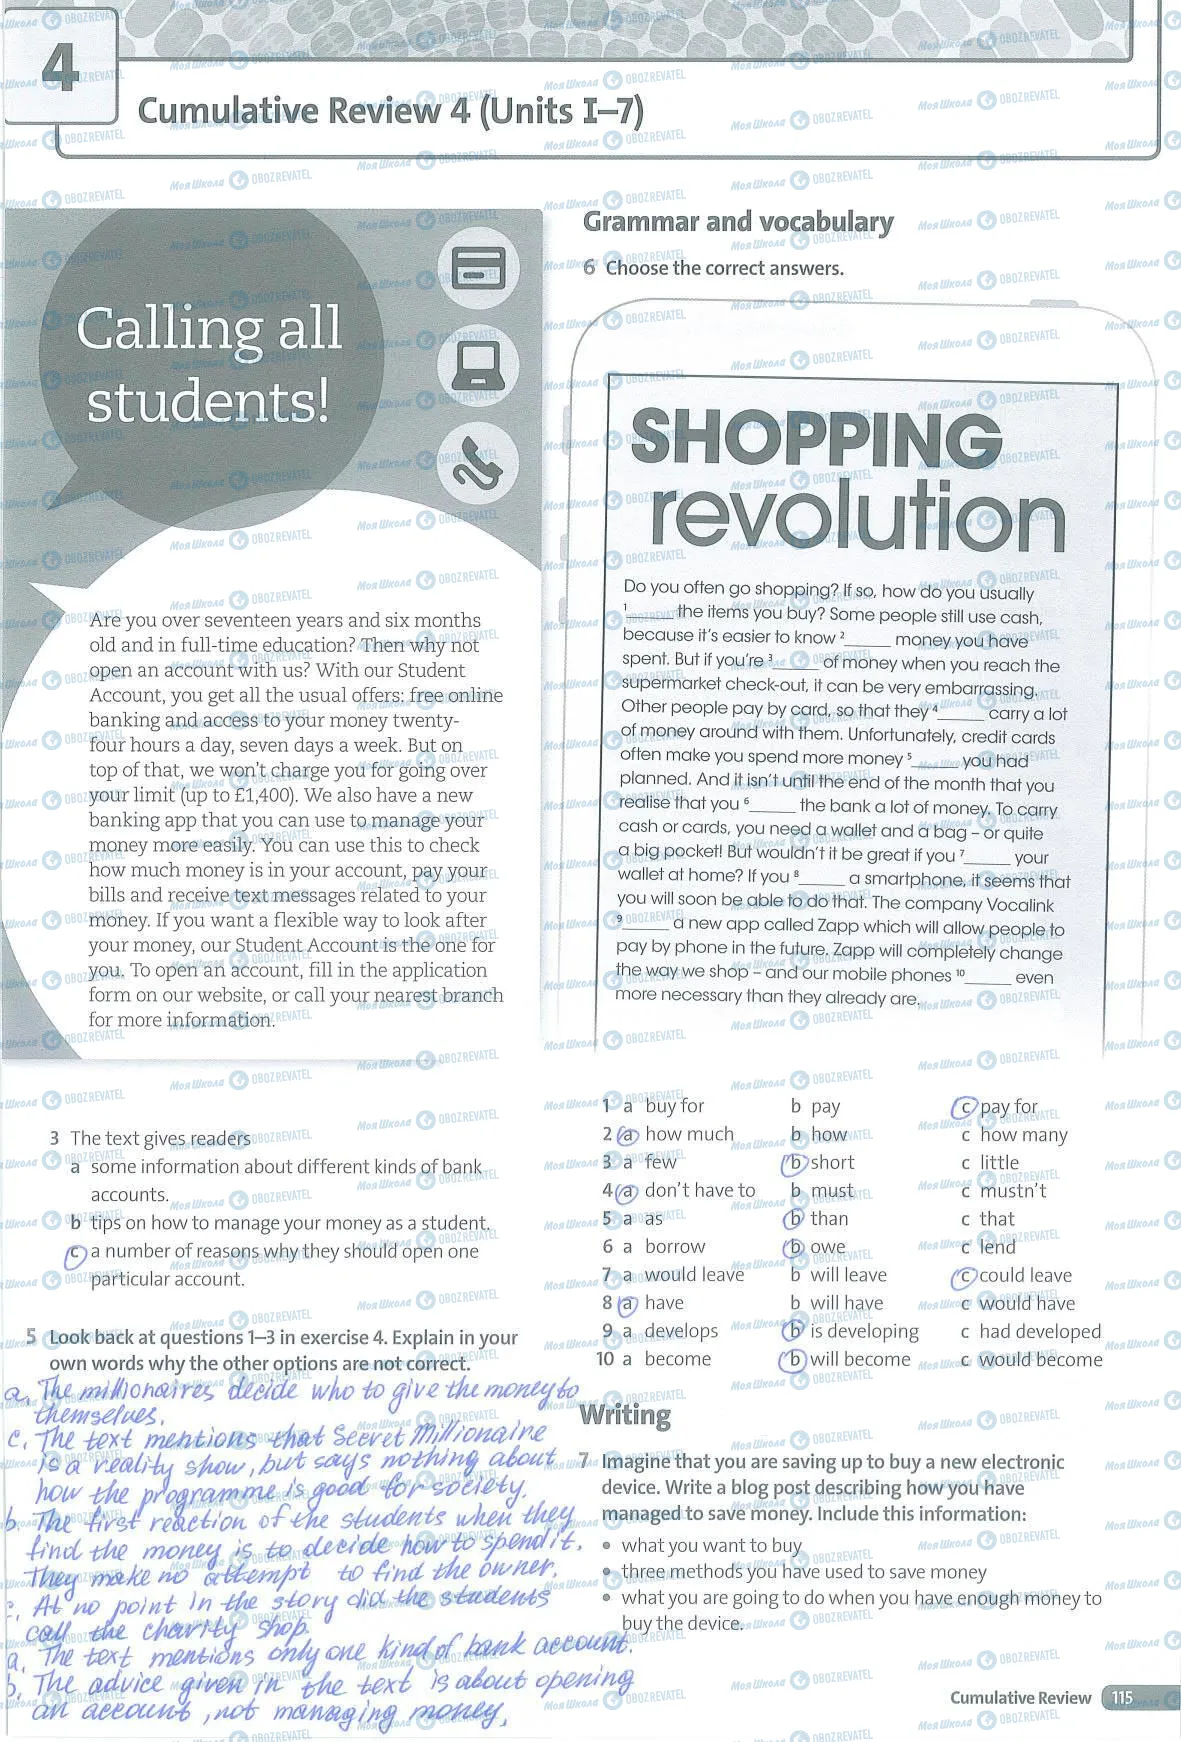 4
Cumulative Review 4 (Units I–7)
Calling all
students!
Are you over seventeen years and six months
old and in full-time education? Then why not
open an account with us? With our Student
Account, you get all the usual offers: free online
banking and access to your money twenty-
four hours a day, seven days a week. But on
top of that, we won't charge you for going over
your limit (up to £1,400). We also have a new
banking app that you can use to manage your
money more easily. You can use this to check
how much money is in your account, pay your
bills and receive text messages related to your
money. If you want a flexible way to look after
your money, our Student Account is the one for
you. To open an account, fill in the application
form on our website, or call your nearest branch
for more information.
3 The text gives readers
a some information about different kinds of bank
accounts.
b tips on how to manage your money as a student.
c a number of reasons why they should open one
particular account.
5 Look back at questions 1–3 in exercise 4. Explain in your
own words why the other options are not correct.
a. The millionaires decide who to give the money to
themselves.
c. The text mentions that Secret Millionaire
is a reality show, but says nothing about
how the programme is good for society.
b. The first reaction of the students when they
find the money is to decide how to spend it.
They make no attempt to find the owner.
c. At no point in the story did the students
call the charity shop.
a. The text mentions only one kind of bank account.
b. The advice given in the text is about opening
an account, not managing money.
Grammar and vocabulary
6 Choose the correct answers.
SHOPPING
revolution
Do you often go shopping? If so, how do you usually
1 ______ the items you buy? Some people still use cash,
because it's easier to know 2 ______ money you have
spent. But if you're 3 ______ of money when you reach the
supermarket check-out, it can be very embarrassing.
Other people pay by card, so that they 4 ______ carry a lot
of money around with them. Unfortunately, credit cards
often make you spend more money 5 ______ you had
planned. And it isn't until the end of the month that you
realise that you 6 ______ the bank a lot of money. To carry
cash or cards, you need a wallet and a bag – or quite
a big pocket! But wouldn't it be great if you 7 ______ your
wallet at home? If you 8 ______ a smartphone, it seems that
you will soon be able to do that. The company Vocalink
9 ______ a new app called Zapp which will allow people to
pay by phone in the future. Zapp will completely change
the way we shop – and our mobile phones 10 ______ even
more necessary than they already are.
1 a buy for b pay c pay for
2 a how much b how c how many
3 a few b short c little
4 a don't have to b must c mustn't
5 a as b than c that
6 a borrow b owe c lend
7 a would leave b will leave c could leave
8 a have b will have c would have
9 a develops b is developing c had developed
10 a become b will become c would become
Writing
7 Imagine that you are saving up to buy a new electronic
device. Write a blog post describing how you have
managed to save money. Include this information:
• what you want to buy
• three methods you have used to save money
• what you are going to do when you have enough money to
buy the device.
Cumulative Review 115
Моя Школа OBOZREVATEL